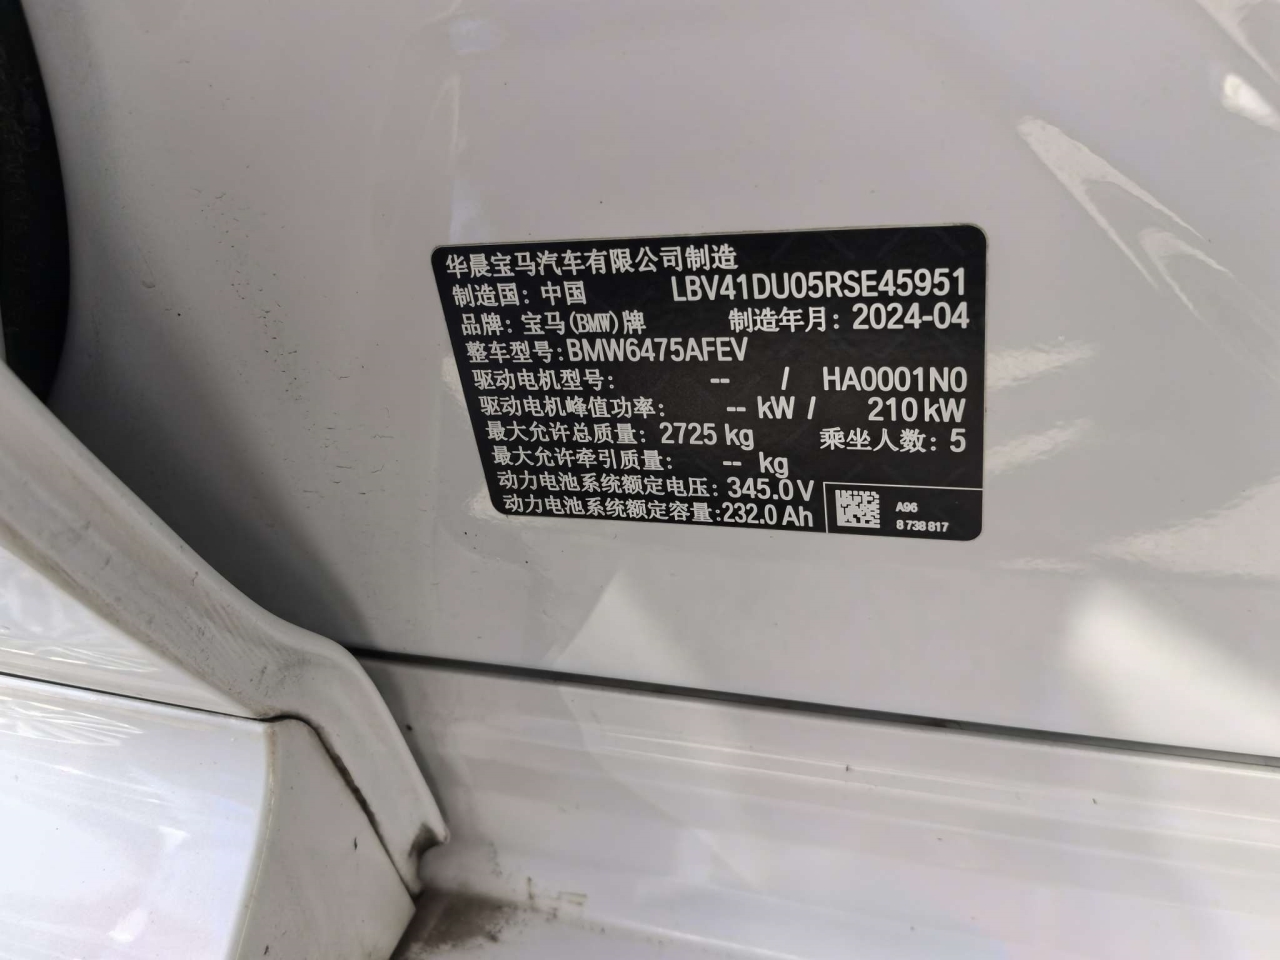 华晨宝马汽车有限公司制造
制造国: 中国 LBV41DU05RSE45951
品牌: 宝马(BMW)牌 制造年月: 2024-04
整车型号: BMW6475AFEV
驱动电机型号: -- / HA0001N0
驱动电机峰值功率: -- kW / 210 kW
最大允许总质量: 2725 kg 乘坐人数: 5
最大允许牵引质量: -- kg
动力电池系统额定电压: 345.0 V
动力电池系统额定容量: 232.0 Ah
A96
8 738 817